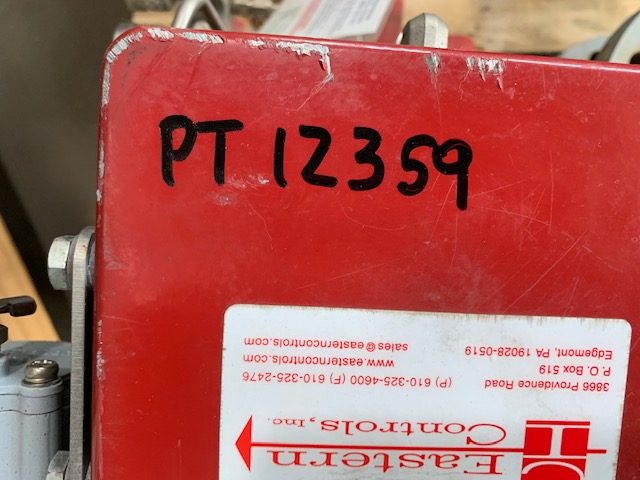 PT 12359
Eastern
Controls, Inc.
3866 Providence Road
P. O. Box 519
Edgemont, PA 19028-0519
(P) 610-325-4600 (F) 610-325-2476
www.easterncontrols.com
sales@easterncontrols.com